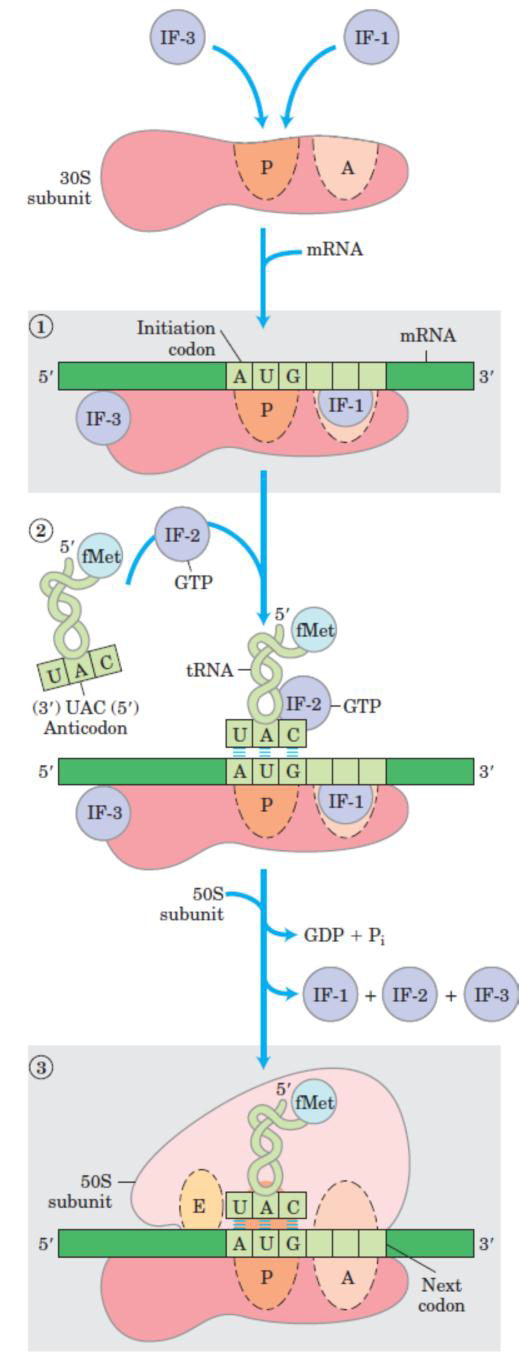 IF-3
IF-1
P
A
30S
subunit
mRNA
1
Initiation
codon
mRNA
5′
A U G
3′
IF-3
P
IF-1
2
5′
fMet
IF-2
GTP
U A C
(3′) UAC (5′)
Anticodon
5′
fMet
tRNA
IF-2
GTP
U A C
5′
A U G
3′
IF-3
P
IF-1
50S
subunit
GDP + Pi
IF-1 + IF-2 + IF-3
3
5′
fMet
50S
subunit
E
U A C
5′
A U G
3′
P
A
Next
codon